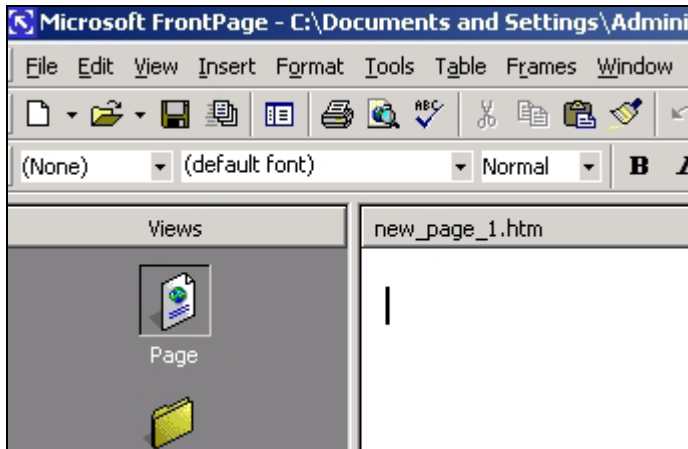 Microsoft FrontPage - C:\Documents and Settings\Admini
File Edit View Insert Format Tools Table Frames Window
ABC
(None) (default font) Normal B I
Views new_page_1.htm
Page